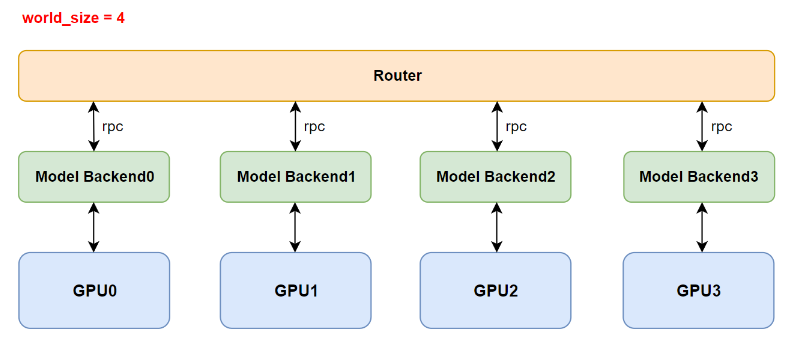 world_size = 4
Router
rpc rpc rpc rpc
Model Backend0 Model Backend1 Model Backend2 Model Backend3
GPU0 GPU1 GPU2 GPU3